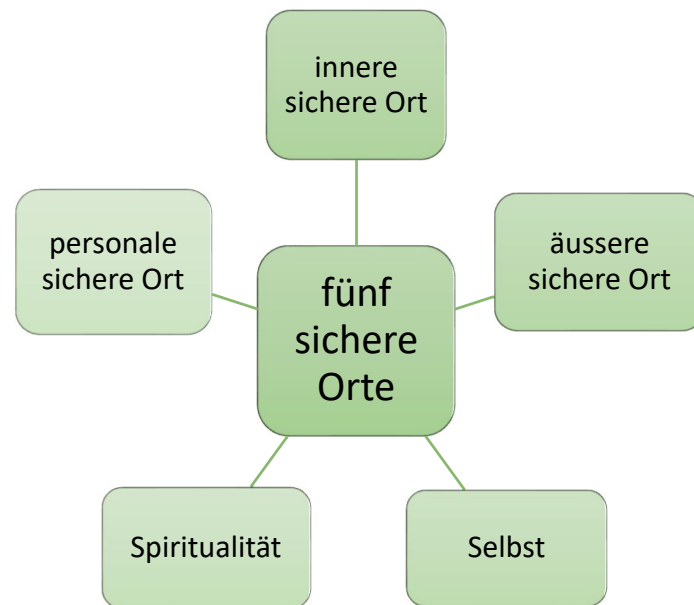 innere
sichere Ort
personale
sichere Ort
äussere
sichere Ort
fünf
sichere
Orte
Spiritualität
Selbst